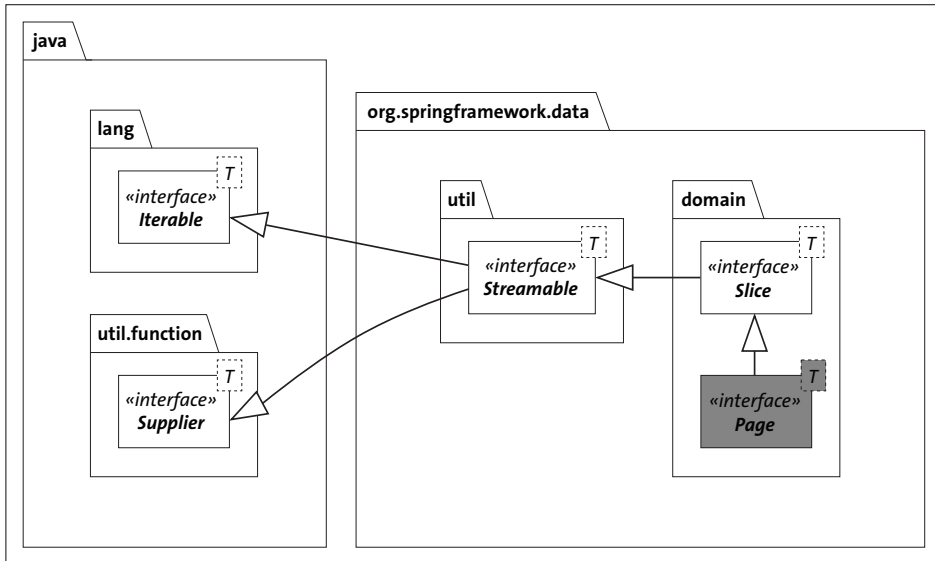 java
org.springframework.data
lang
T
«interface»
Iterable
util
T
«interface»
Streamable
domain
T
«interface»
Slice
util.function
T
«interface»
Supplier
T
«interface»
Page